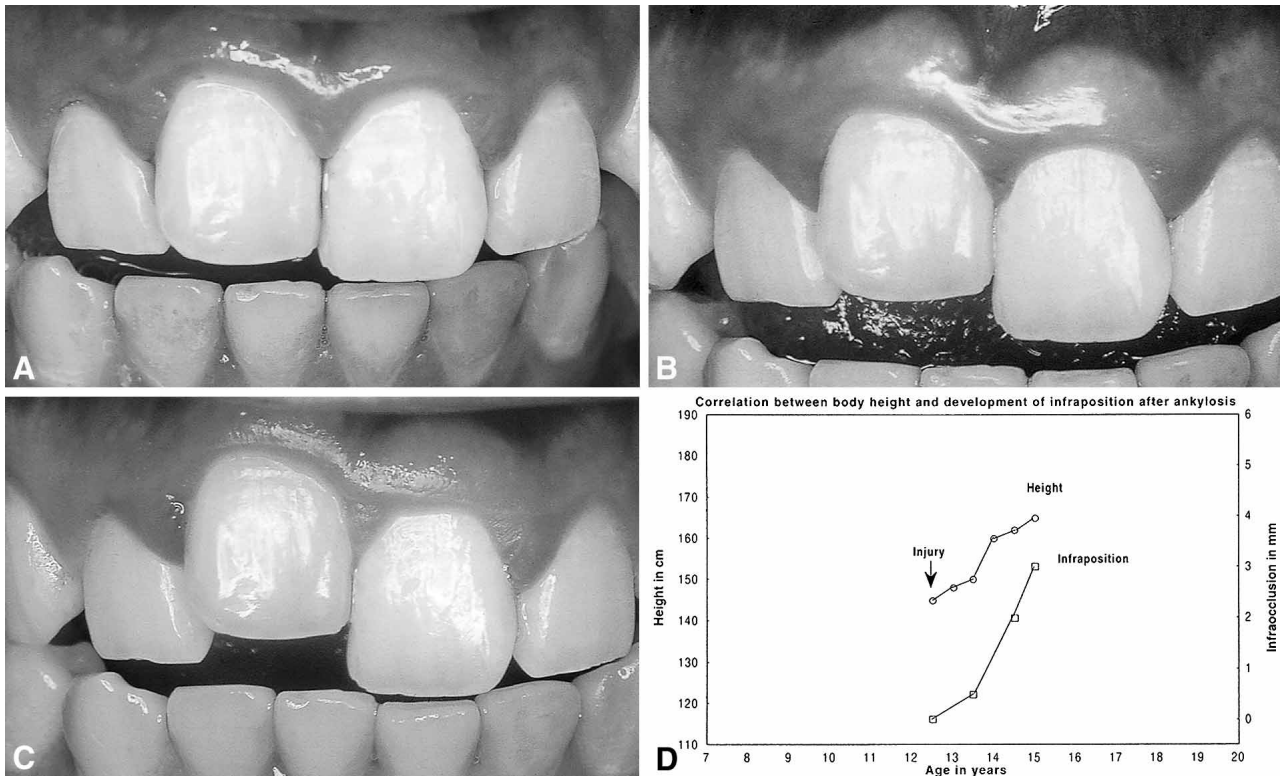 A
B
C
D
Correlation between body height and development of infraposition after ankylosis
190
180
170
160
150
140
130
120
110
Height in cm
6
5
4
3
2
1
0
Infraocclusion in mm
Height
Injury
Infraposition
7 8 9 10 11 12 13 14 15 16 17 18 19 20
Age in years